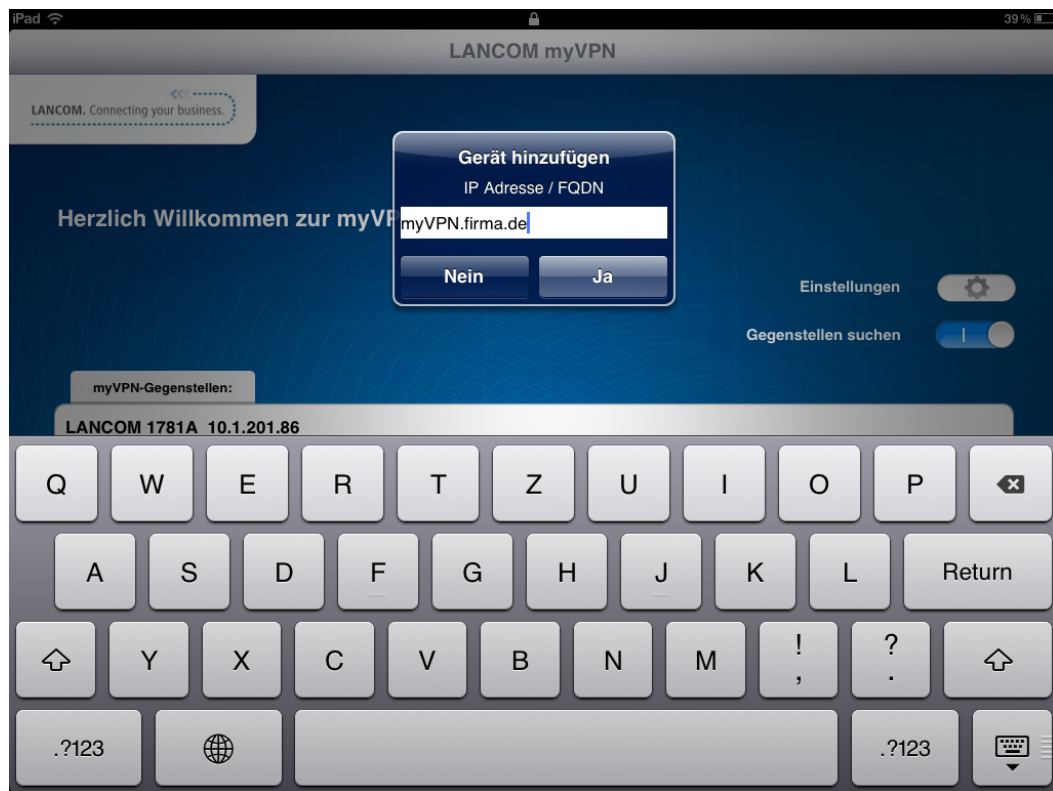 iPad 39 %
LANCOM myVPN
LANCOM. Connecting your business.
Gerät hinzufügen
IP Adresse / FQDN
Herzlich Willkommen zur myVP
myVPN.firma.de
Nein Ja
Einstellungen
Gegenstellen suchen
myVPN-Gegenstellen:
LANCOM 1781A 10.1.201.86
Q W E R T Z U I O P
A S D F G H J K L Return
Y X C V B N M ! , ? .
.?123 .?123